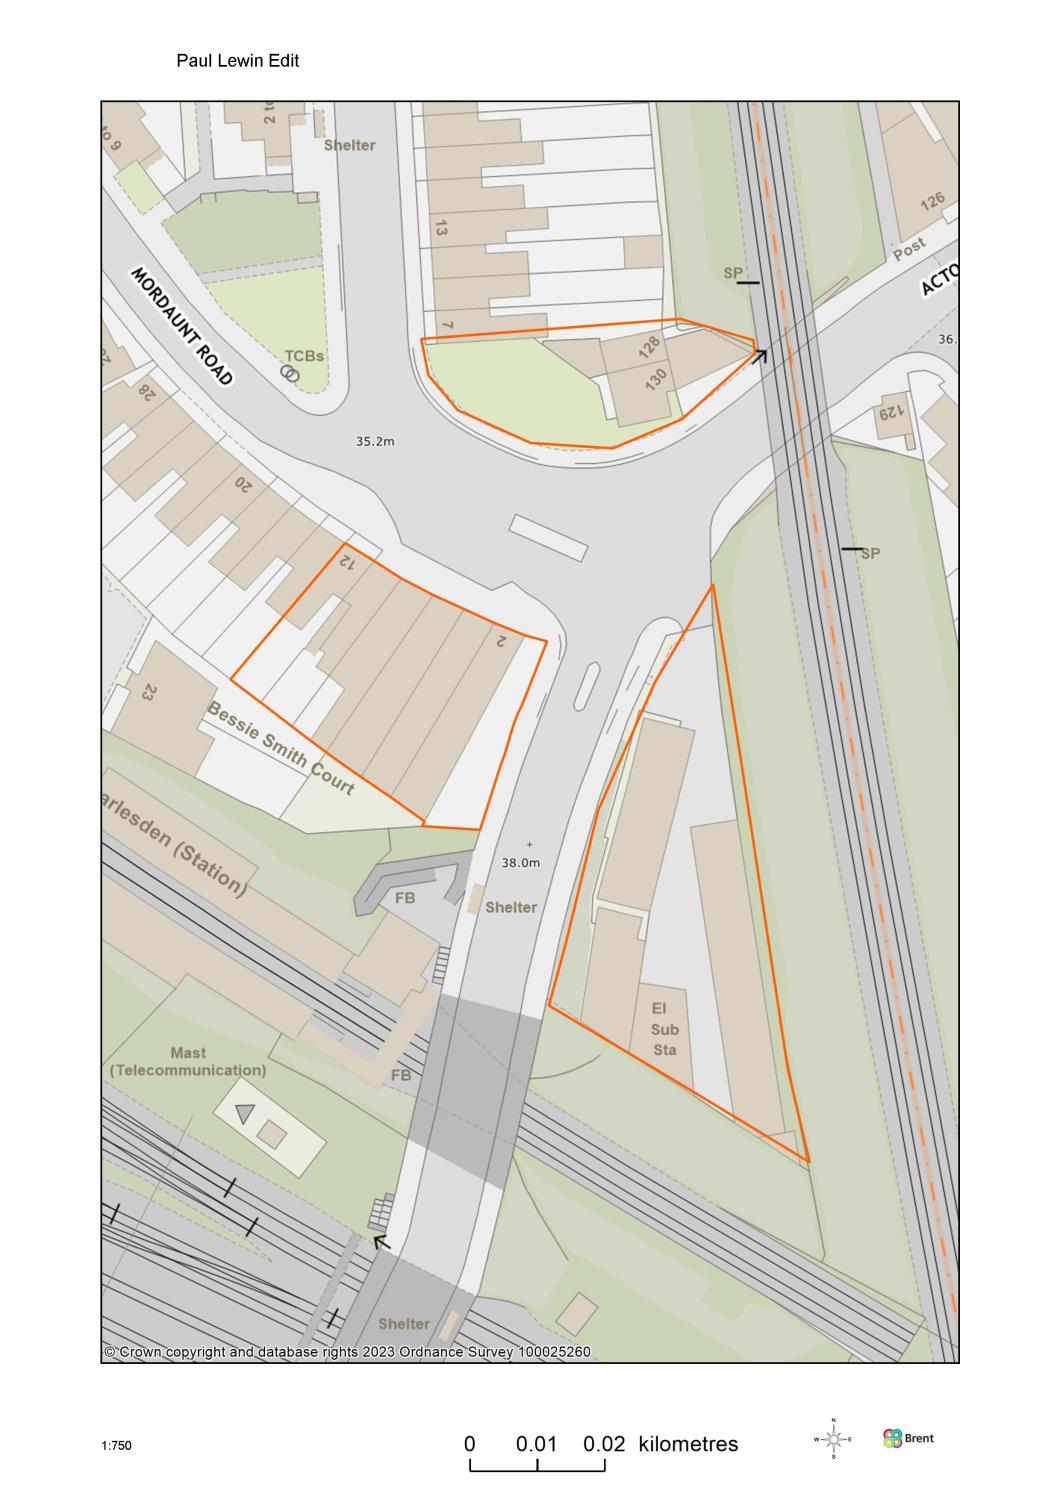 Paul Lewin Edit
to 9
Shelter
13
126
Post
SP
MORDAUNT ROAD
7
128
130
36.
TCBs
28
35.2m
129
20
SP
12
2
23
Bessie Smith Court
arlesden (Station)
38.0m
FB
Shelter
El
Sub
Sta
Mast
(Telecommunication)
FB
Shelter
© Crown copyright and database rights 2023 Ordnance Survey 100025260
1:750
0 0.01 0.02 kilometres
N
W E
S
Brent